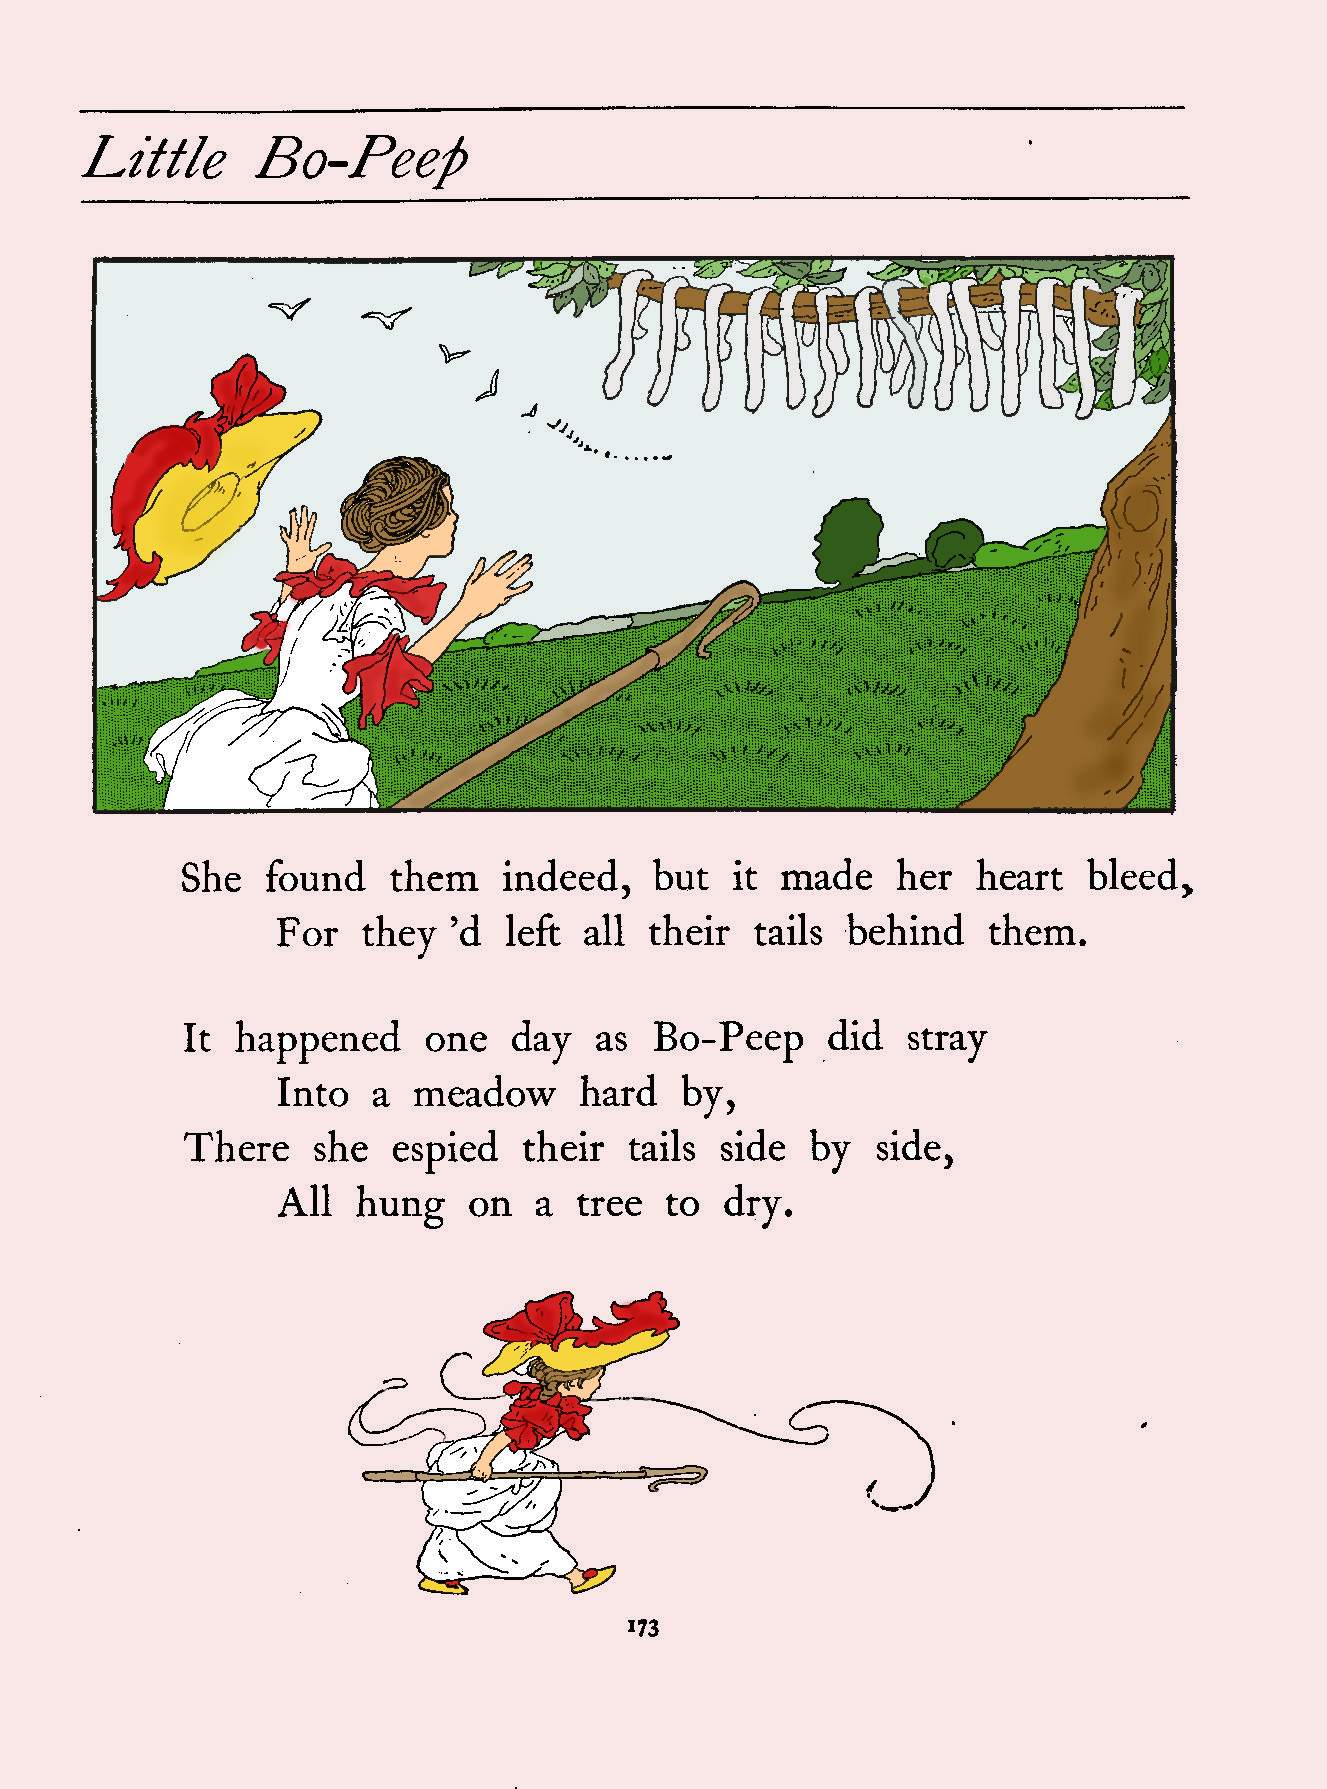 Little Bo-Peep
She found them indeed, but it made her heart bleed,
For they 'd left all their tails behind them.
It happened one day as Bo-Peep did stray
Into a meadow hard by,
There she espied their tails side by side,
All hung on a tree to dry.
173